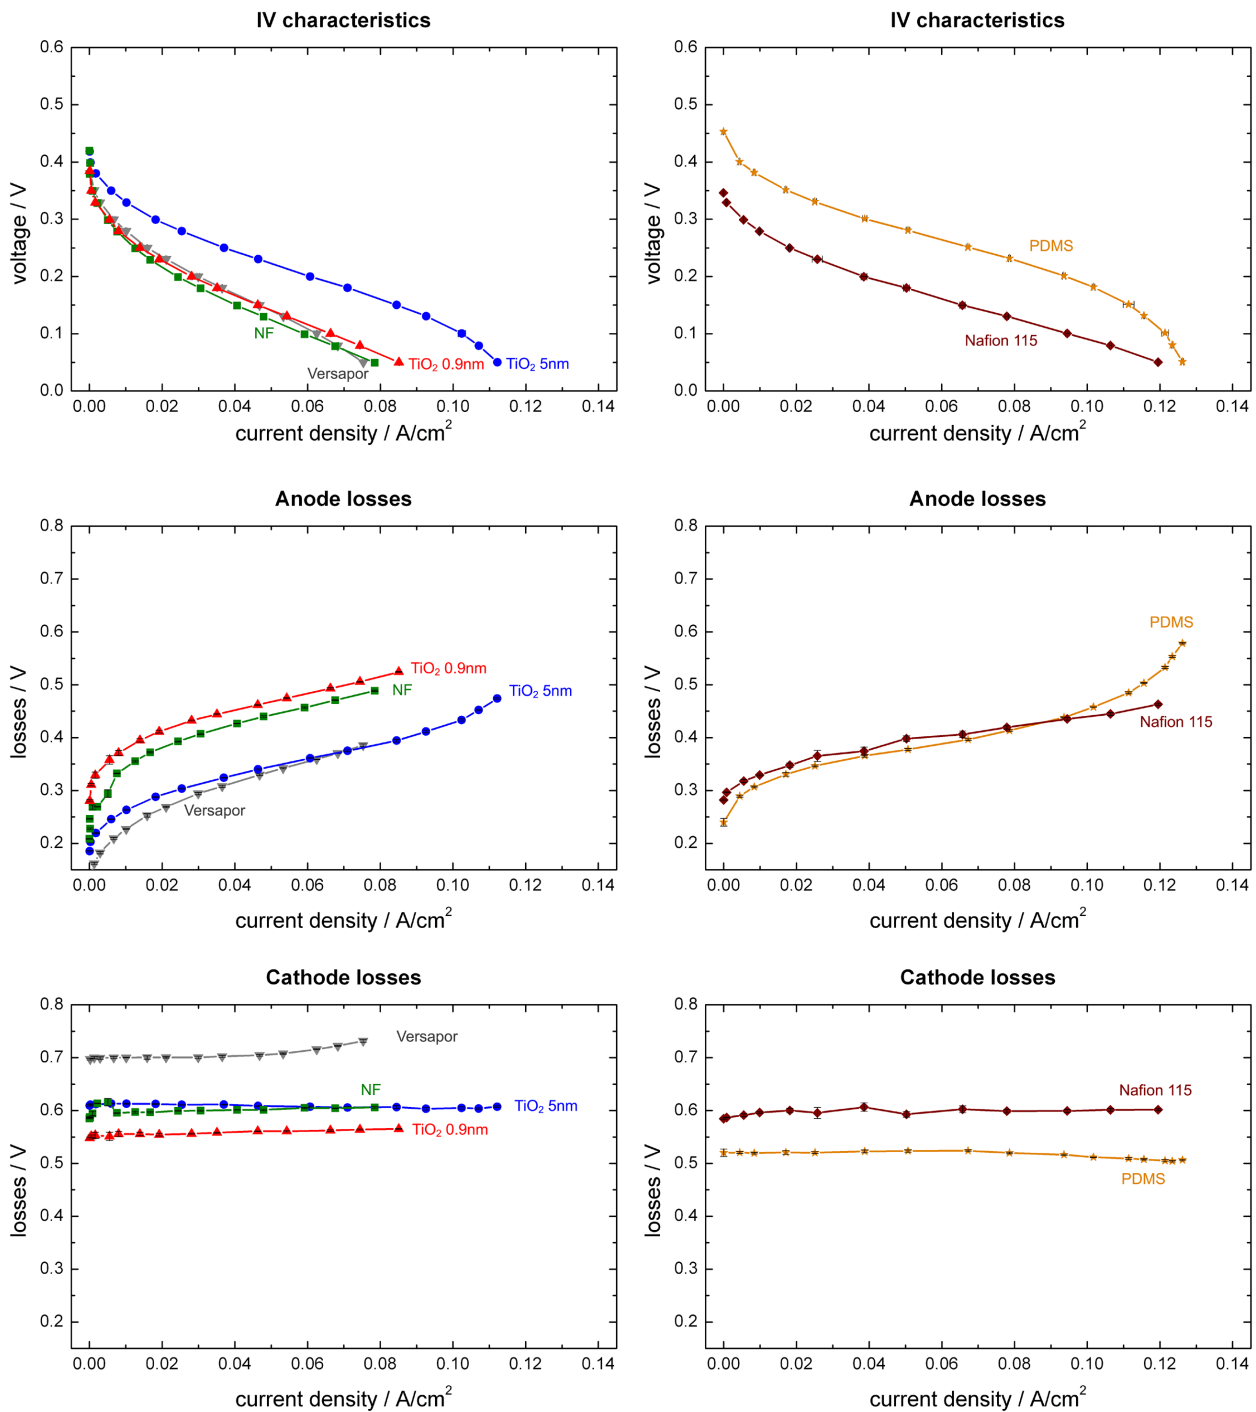 IV characteristics
0.6
0.5
0.4
0.3
0.2
0.1
0.0
voltage / V
NF
Versapor
TiO₂ 0.9nm
TiO₂ 5nm
0.00 0.02 0.04 0.06 0.08 0.10 0.12 0.14
current density / A/cm²
IV characteristics
0.6
0.5
0.4
0.3
0.2
0.1
0.0
voltage / V
PDMS
Nafion 115
0.00 0.02 0.04 0.06 0.08 0.10 0.12 0.14
current density / A/cm²
Anode losses
0.8
0.7
0.6
0.5
0.4
0.3
0.2
losses / V
TiO₂ 0.9nm
NF
TiO₂ 5nm
Versapor
0.00 0.02 0.04 0.06 0.08 0.10 0.12 0.14
current density / A/cm²
Anode losses
0.8
0.7
0.6
0.5
0.4
0.3
0.2
losses / V
PDMS
Nafion 115
0.00 0.02 0.04 0.06 0.08 0.10 0.12 0.14
current density / A/cm²
Cathode losses
0.8
0.7
0.6
0.5
0.4
0.3
0.2
losses / V
Versapor
NF
TiO₂ 5nm
TiO₂ 0.9nm
0.00 0.02 0.04 0.06 0.08 0.10 0.12 0.14
current density / A/cm²
Cathode losses
0.8
0.7
0.6
0.5
0.4
0.3
0.2
losses / V
Nafion 115
PDMS
0.00 0.02 0.04 0.06 0.08 0.10 0.12 0.14
current density / A/cm²